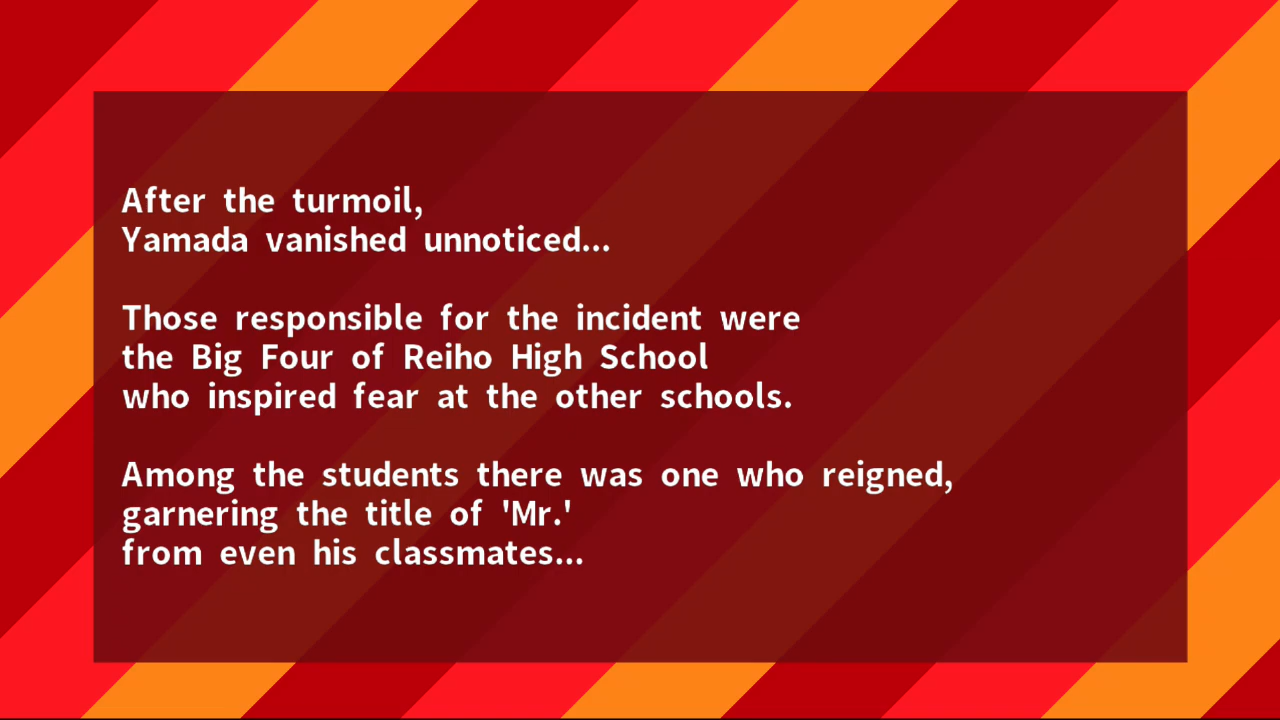 After the turmoil,
Yamada vanished unnoticed...
Those responsible for the incident were
the Big Four of Reiho High School
who inspired fear at the other schools.
Among the students there was one who reigned,
garnering the title of 'Mr.'
from even his classmates...